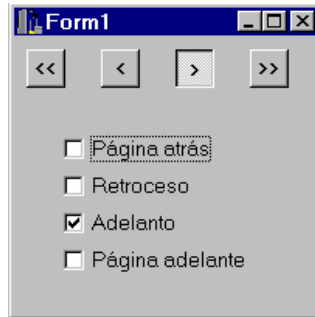 Form1
<< < > >>
Página atrás
Retroceso
Adelanto
Página adelante